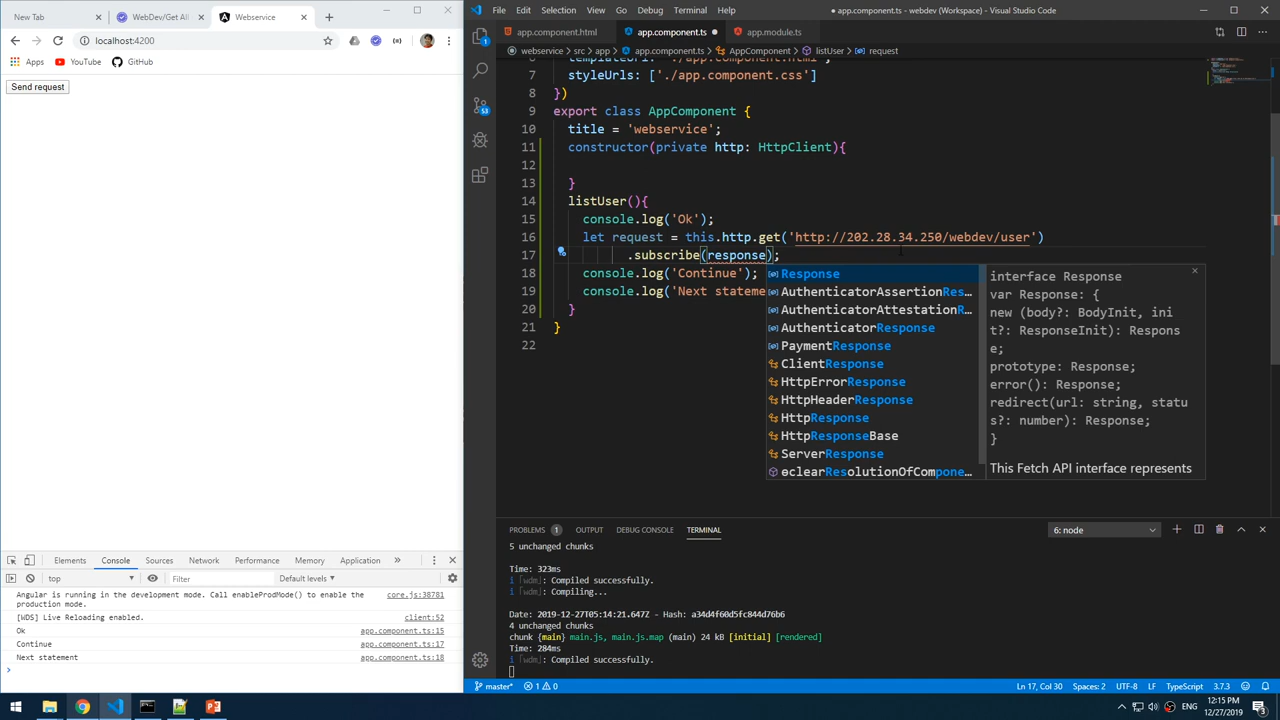 New Tab
WebDev/Get All
Webservice
File Edit Selection View Go Debug Terminal Help
● app.component.ts - webdev (Workspace) - Visual Studio Code
localhost:4200
app.component.html
app.component.ts
app.module.ts
webservice › src › app › app.component.ts › AppComponent › listUser › request
Apps YouTube GitHub
Send request
7 styleUrls: ['./app.component.css']
8 })
9 export class AppComponent {
10 title = 'webservice';
11 constructor(private http: HttpClient){
12
13 }
14 listUser(){
15 console.log('Ok');
16 let request = this.http.get('http://202.28.34.250/webdev/user')
17 .subscribe(response);
18 console.log('Continue');
19 console.log('Next stateme
20 }
21 }
22
Response
AuthenticatorAssertionRes…
AuthenticatorAttestationR…
AuthenticatorResponse
PaymentResponse
ClientResponse
HttpErrorResponse
HttpHeaderResponse
HttpResponse
HttpResponseBase
ServerResponse
ɵclearResolutionOfCompone…
interface Response
var Response: {
new (body?: BodyInit, ini
t?: ResponseInit): Respons
e;
prototype: Response;
error(): Response;
redirect(url: string, statu
s?: number): Response;
}
This Fetch API interface represents
PROBLEMS 1 OUTPUT DEBUG CONSOLE TERMINAL
6: node
5 unchanged chunks
Time: 323ms
i ｢wdm｣: Compiled successfully.
i ｢wdm｣: Compiling...
Date: 2019-12-27T05:14:21.647Z - Hash: a34d4f60d5fc844d76b6
4 unchanged chunks
chunk {main} main.js, main.js.map (main) 24 kB [initial] [rendered]
Time: 284ms
i ｢wdm｣: Compiled successfully.
Elements Console Sources Network Performance Memory Application »
top Filter Default levels
Angular is running in the development mode. Call enableProdMode() to enable the core.js:38781
production mode.
[WDS] Live Reloading enabled. client:52
Ok app.component.ts:15
Continue app.component.ts:17
Next statement app.component.ts:18
>
53
1
master* 1 0
Ln 17, Col 30 Spaces: 2 UTF-8 LF TypeScript 3.7.3
ENG
12:15 PM
12/27/2019
3